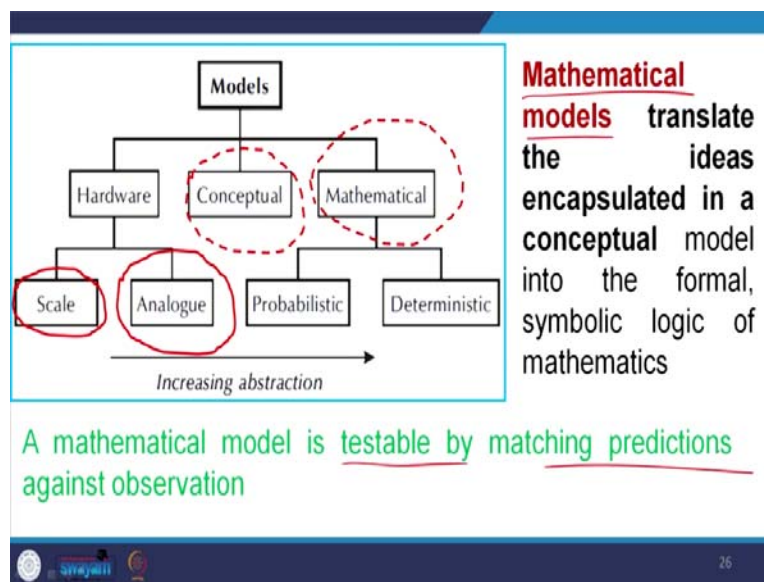 Models
Hardware
Conceptual
Mathematical
Scale
Analogue
Probabilistic
Deterministic
Increasing abstraction
Mathematical
models translate
the ideas
encapsulated in a
conceptual model
into the formal,
symbolic logic of
mathematics
A mathematical model is testable by matching predictions
against observation
swayam
26